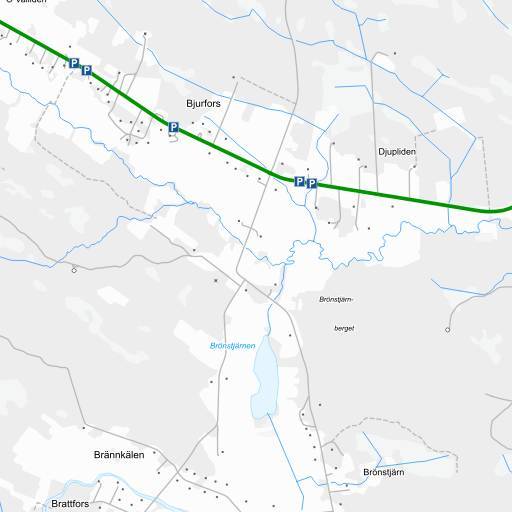 P
P
Bjurfors
P
Djupliden
P P
Brönstjärn-
berget
Brönstjärnen
Brännkälen
Brönstjärn
Brattfors